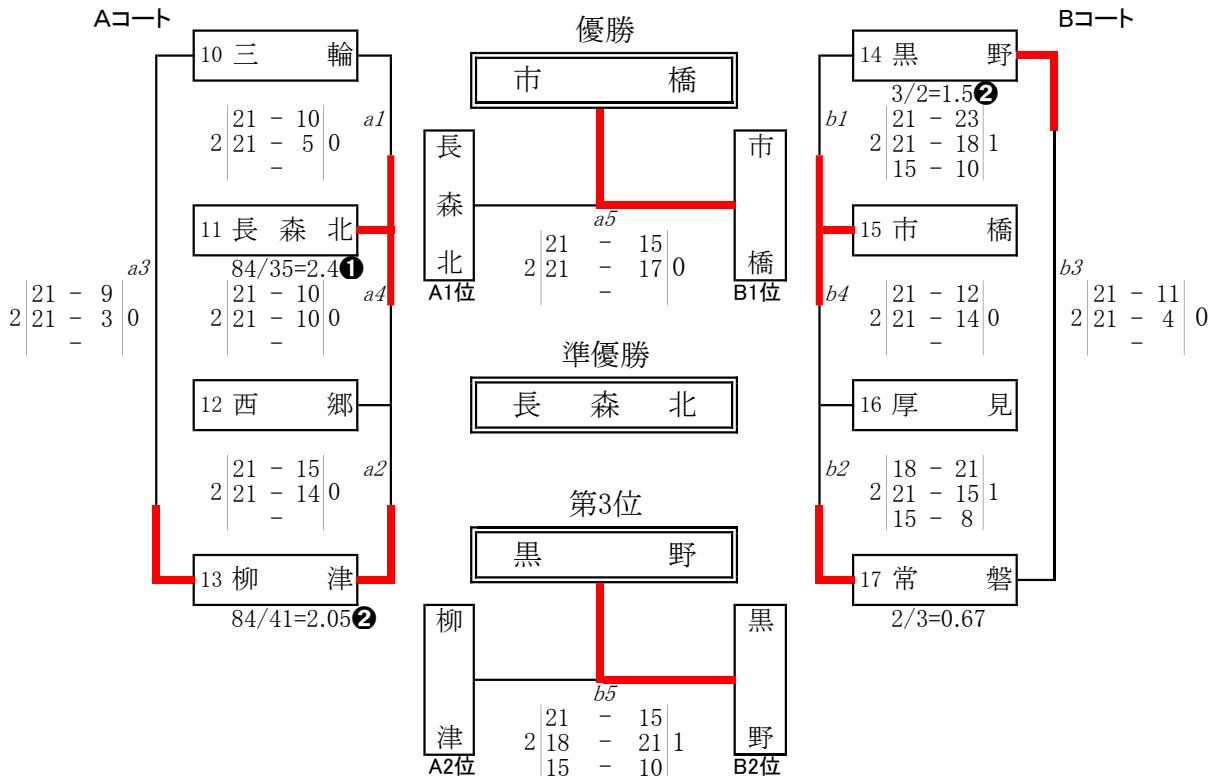 Aコート
10 三輪
a1
21 - 10
2 21 - 5 0
-
11 長森北
84/35=2.4❶
a3
21 - 9
2 21 - 3 0
-
a4
21 - 10
2 21 - 10 0
-
12 西郷
a2
21 - 15
2 21 - 14 0
-
13 柳津
84/41=2.05❷
優勝
市橋
長森北
A1位
市橋
B1位
a5
21 - 15
2 21 - 17 0
-
準優勝
長森北
第3位
黒野
柳津
A2位
黒野
B2位
b5
21 - 15
2 18 - 21 1
15 - 10
Bコート
14 黒野
3/2=1.5❷
b1
21 - 23
2 21 - 18 1
15 - 10
15 市橋
b4
21 - 12
2 21 - 14 0
-
b3
21 - 11
2 21 - 4 0
-
16 厚見
b2
18 - 21
2 21 - 15 1
15 - 8
17 常磐
2/3=0.67